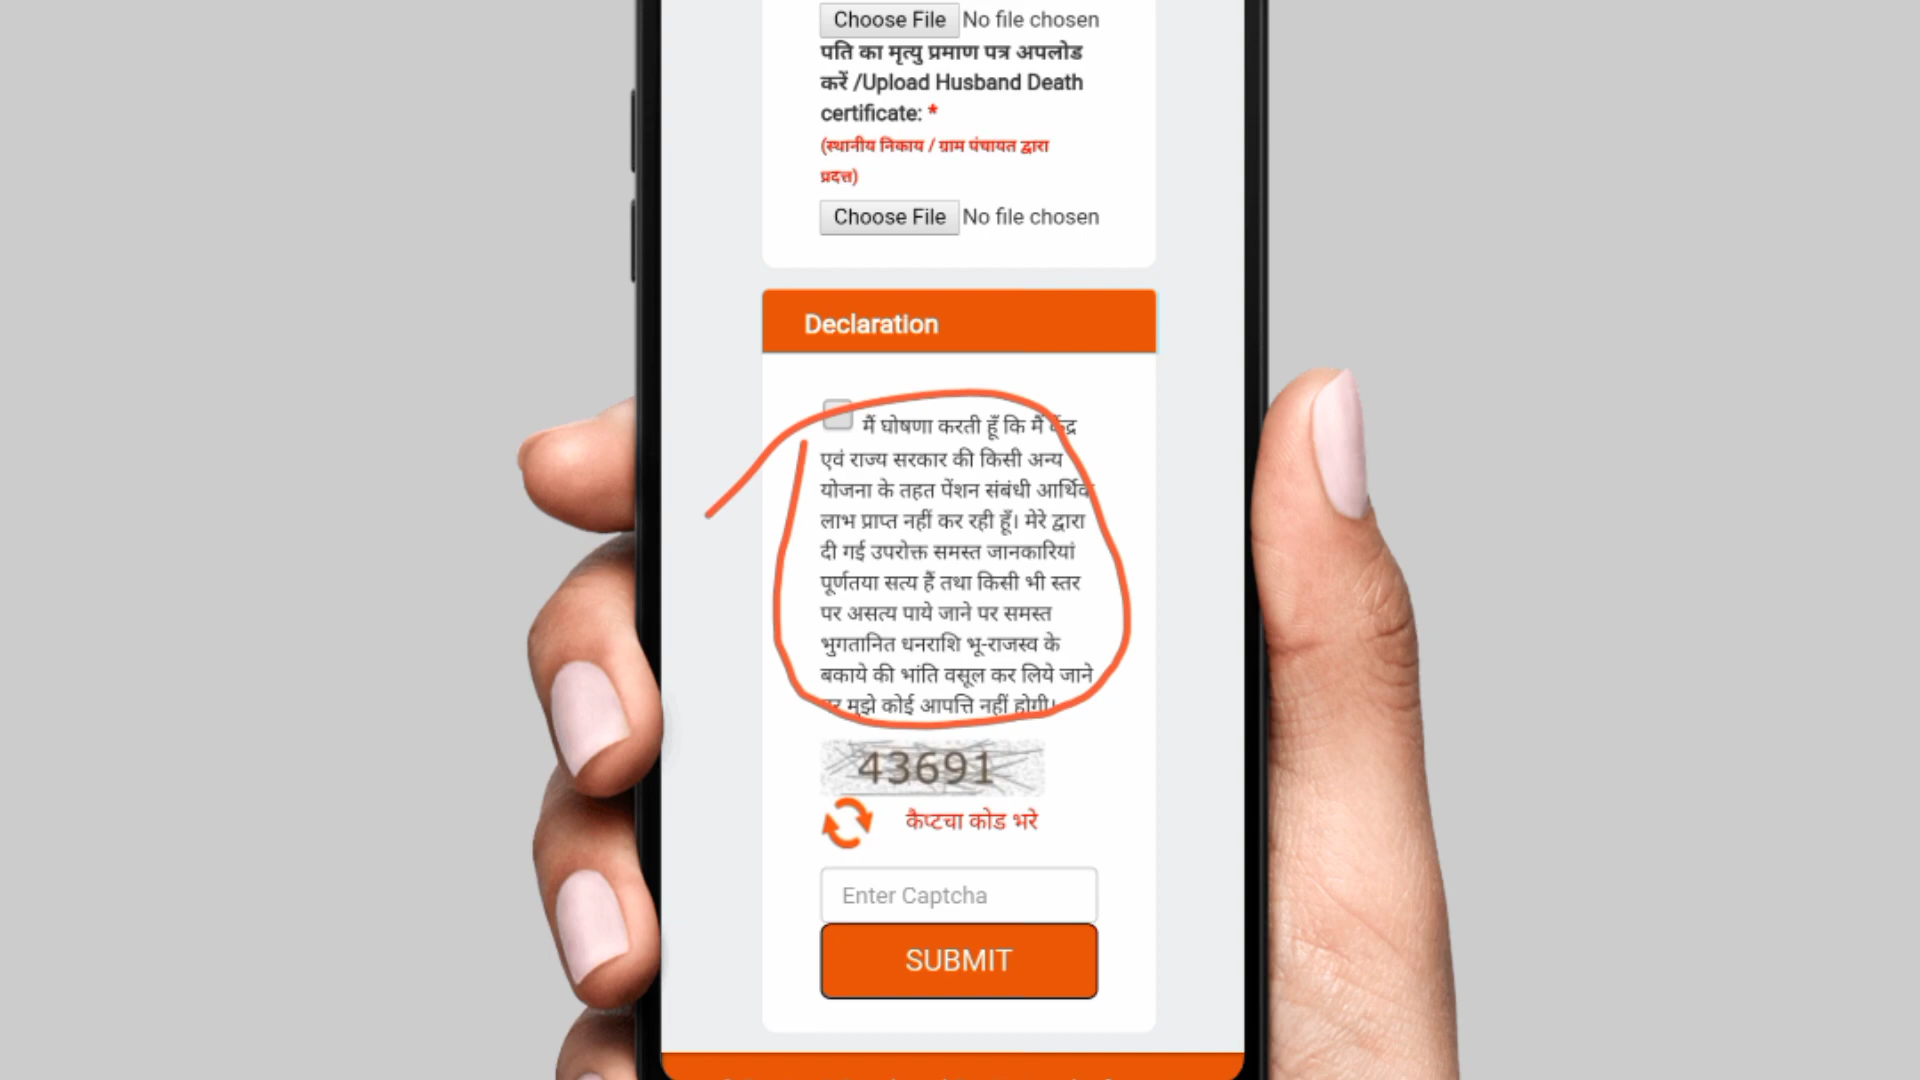 Choose File No file chosen
पति का मृत्यु प्रमाण पत्र अपलोड
करें /Upload Husband Death
certificate: *
(स्थानीय निकाय / ग्राम पंचायत द्वारा
प्रदत्त)
Choose File No file chosen
Declaration
मैं घोषणा करती हूँ कि मैं केंद्र
एवं राज्य सरकार की किसी अन्य
योजना के तहत पेंशन संबंधी आर्थिक
लाभ प्राप्त नहीं कर रही हूँ। मेरे द्वारा
दी गई उपरोक्त समस्त जानकारियां
पूर्णतया सत्य हैं तथा किसी भी स्तर
पर असत्य पाये जाने पर समस्त
भुगतानित धनराशि भू-राजस्व के
बकाये की भांति वसूल कर लिये जाने
पर मुझे कोई आपत्ति नहीं होगी।
43691
कैप्टचा कोड भरे
Enter Captcha
SUBMIT